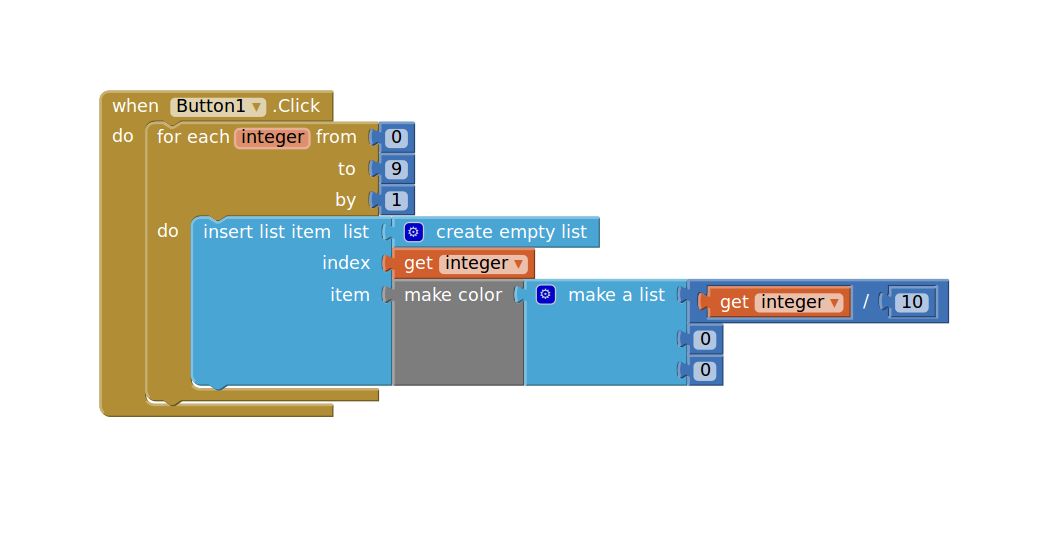 when Button1 ▾ .Click
do for each integer from 0
to 9
by 1
do insert list item list create empty list
index get integer ▾
item make color make a list get integer ▾ / 10
0
0